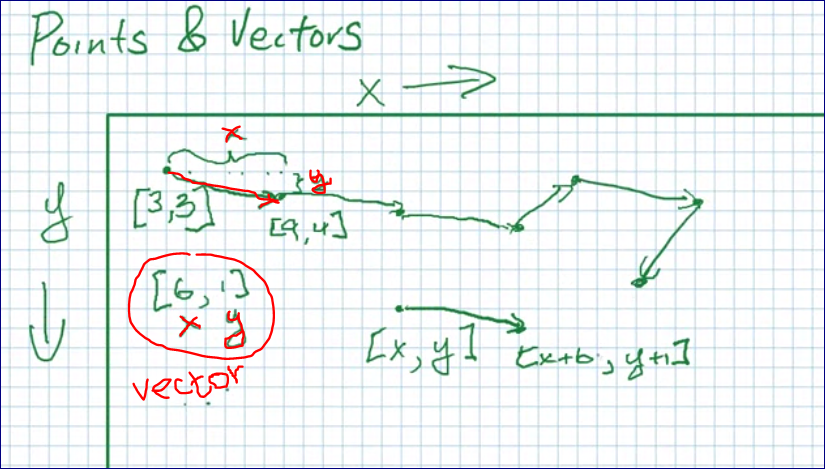 Points & Vectors
X
x
y
[3,3]
[9,4]
y
[6,1]
x y
[x,y] [x+6, y+1]
vector